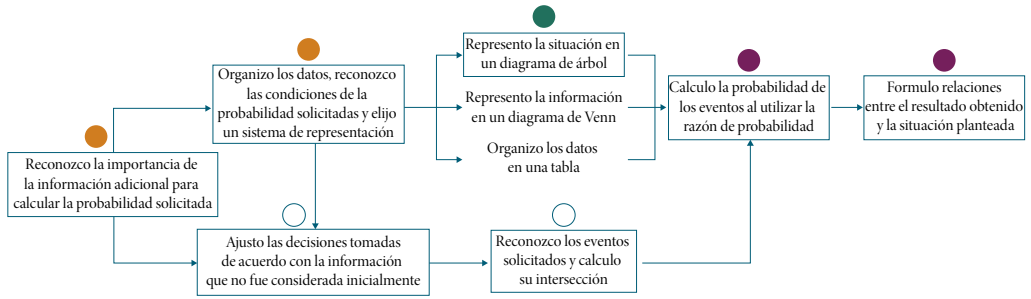 Reconozco la importancia de
la información adicional para
calcular la probabilidad solicitada
Organizo los datos, reconozco
las condiciones de la
probabilidad solicitadas y elijo
un sistema de representación
Represento la situación en
un diagrama de árbol
Represento la información
en un diagrama de Venn
Organizo los datos
en una tabla
Calculo la probabilidad de
los eventos al utilizar la
razón de probabilidad
Formulo relaciones
entre el resultado obtenido
y la situación planteada
Ajusto las decisiones tomadas
de acuerdo con la información
que no fue considerada inicialmente
Reconozco los eventos
solicitados y calculo
su intersección